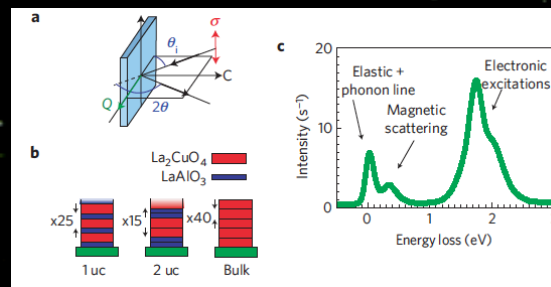 a
σ
θi
C
Q
2θ
b
La2CuO4
LaAlO3
x25
x15
x40
1 uc
2 uc
Bulk
c
20
10
0
Intensity (s⁻¹)
Elastic +
phonon line
Magnetic
scattering
Electronic
excitations
0
1
2
Energy loss (eV)